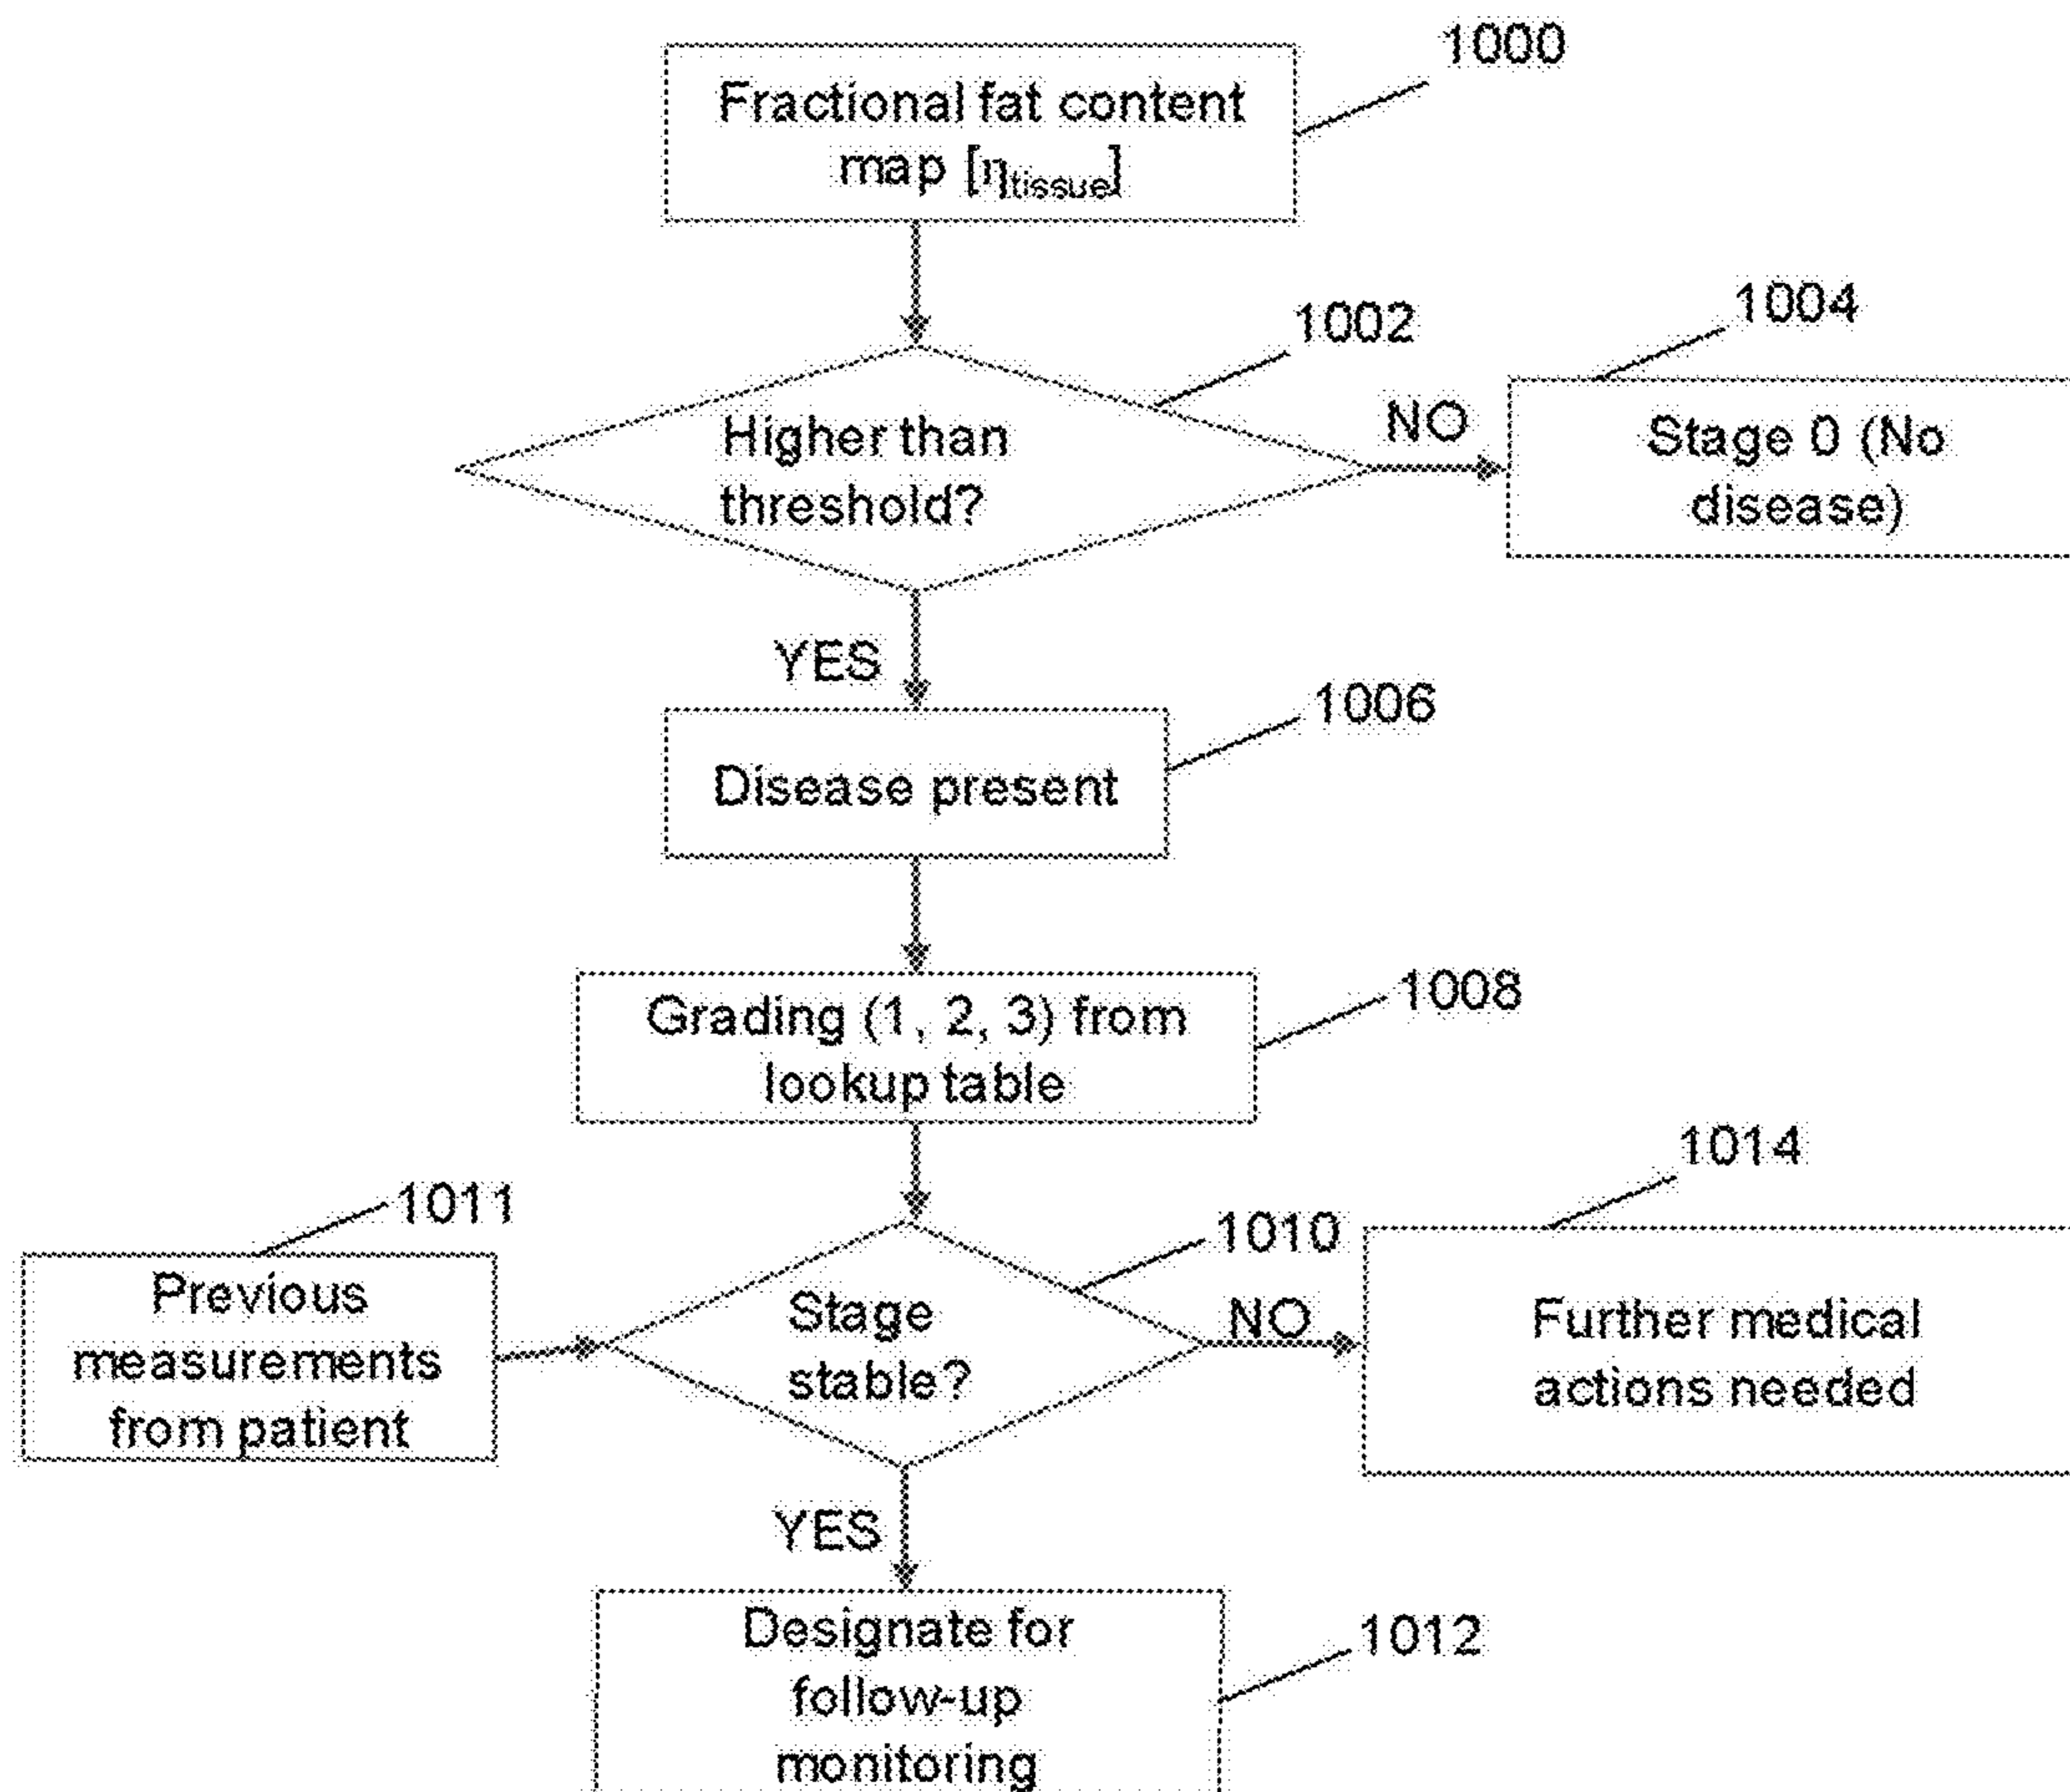 1000
Fractional fat content
map [ηtissue]
1002
1004
Higher than
threshold?
NO
Stage 0 (No
disease)
YES
1006
Disease present
1008
Grading (1, 2, 3) from
lookup table
1014
1011
1010
Previous
measurements
from patient
Stage
stable?
NO
Further medical
actions needed
YES
1012
Designate for
follow-up
monitoring